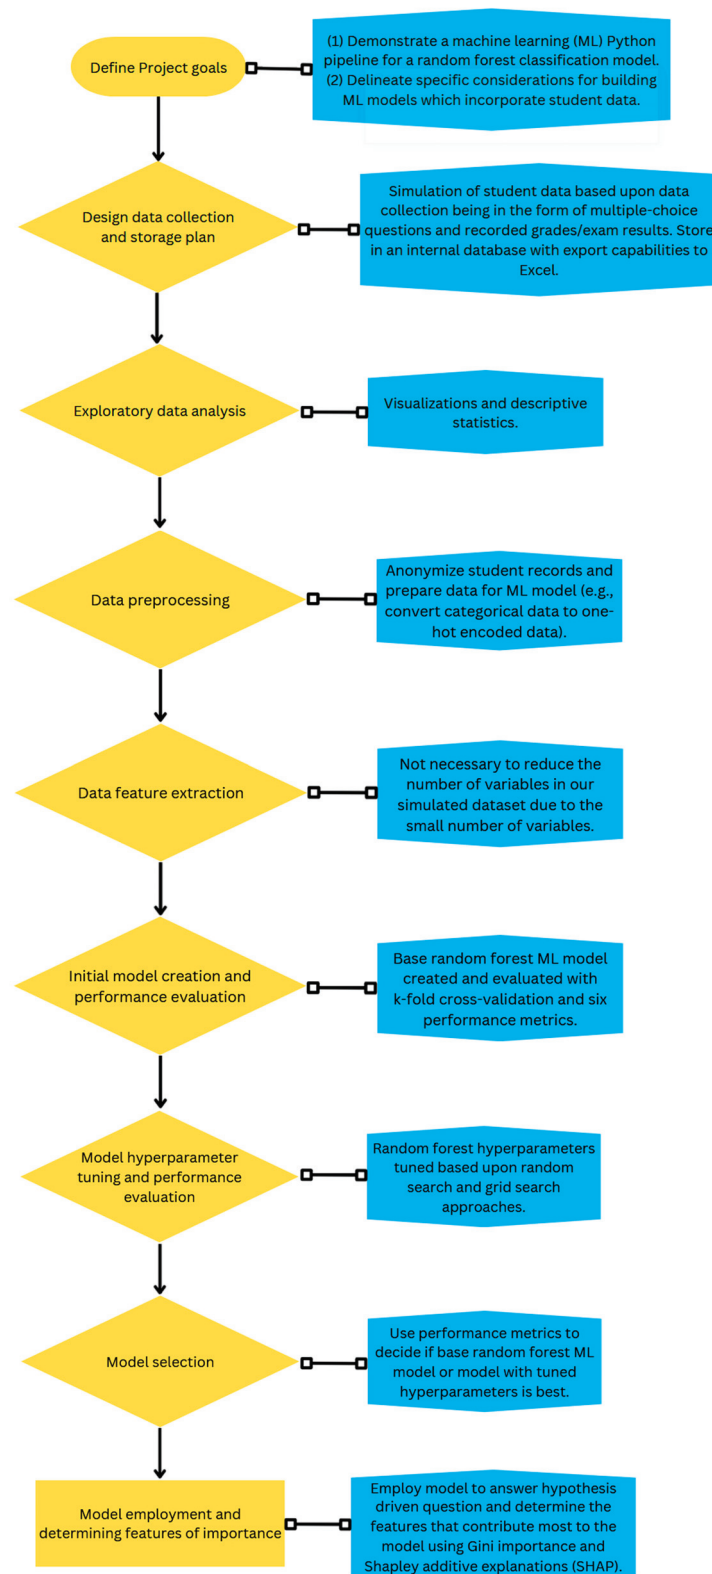 Define Project goals
(1) Demonstrate a machine learning (ML) Python
pipeline for a random forest classification model.
(2) Delineate specific considerations for building
ML models which incorporate student data.
Design data collection
and storage plan
Simulation of student data based upon data
collection being in the form of multiple-choice
questions and recorded grades/exam results. Store
in an internal database with export capabilities to
Excel.
Exploratory data analysis
Visualizations and descriptive
statistics.
Data preprocessing
Anonymize student records and
prepare data for ML model (e.g.,
convert categorical data to one-
hot encoded data).
Data feature extraction
Not necessary to reduce the
number of variables in our
simulated dataset due to the
small number of variables.
Initial model creation and
performance evaluation
Base random forest ML model
created and evaluated with
k-fold cross-validation and six
performance metrics.
Model hyperparameter
tuning and performance
evaluation
Random forest hyperparameters
tuned based upon random
search and grid search
approaches.
Model selection
Use performance metrics to
decide if base random forest ML
model or model with tuned
hyperparameters is best.
Model employment and
determining features of importance
Employ model to answer hypothesis
driven question and determine the
features that contribute most to the
model using Gini importance and
Shapley additive explanations (SHAP).